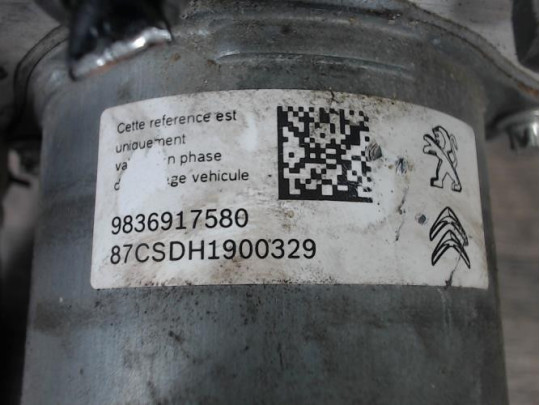 Cette reference est
uniquement
phase
vehicule
9836917580
87CSDH1900329